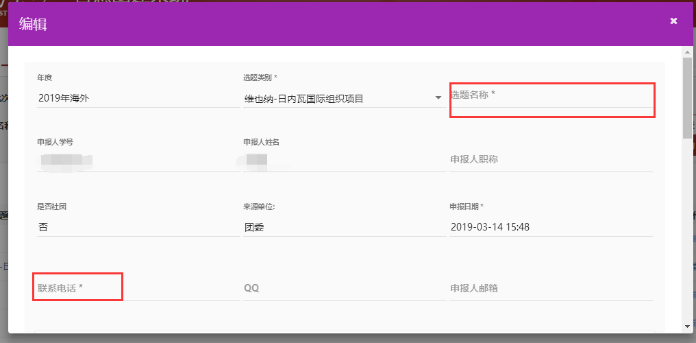 编辑
×
年度
选题类别 *
2019年海外
维也纳-日内瓦国际组织项目
选题名称 *
申报人学号
申报人姓名
申报人职称
是否社团
来源单位:
申报日期 *
否
团委
2019-03-14 15:48
联系电话 *
QQ
申报人邮箱